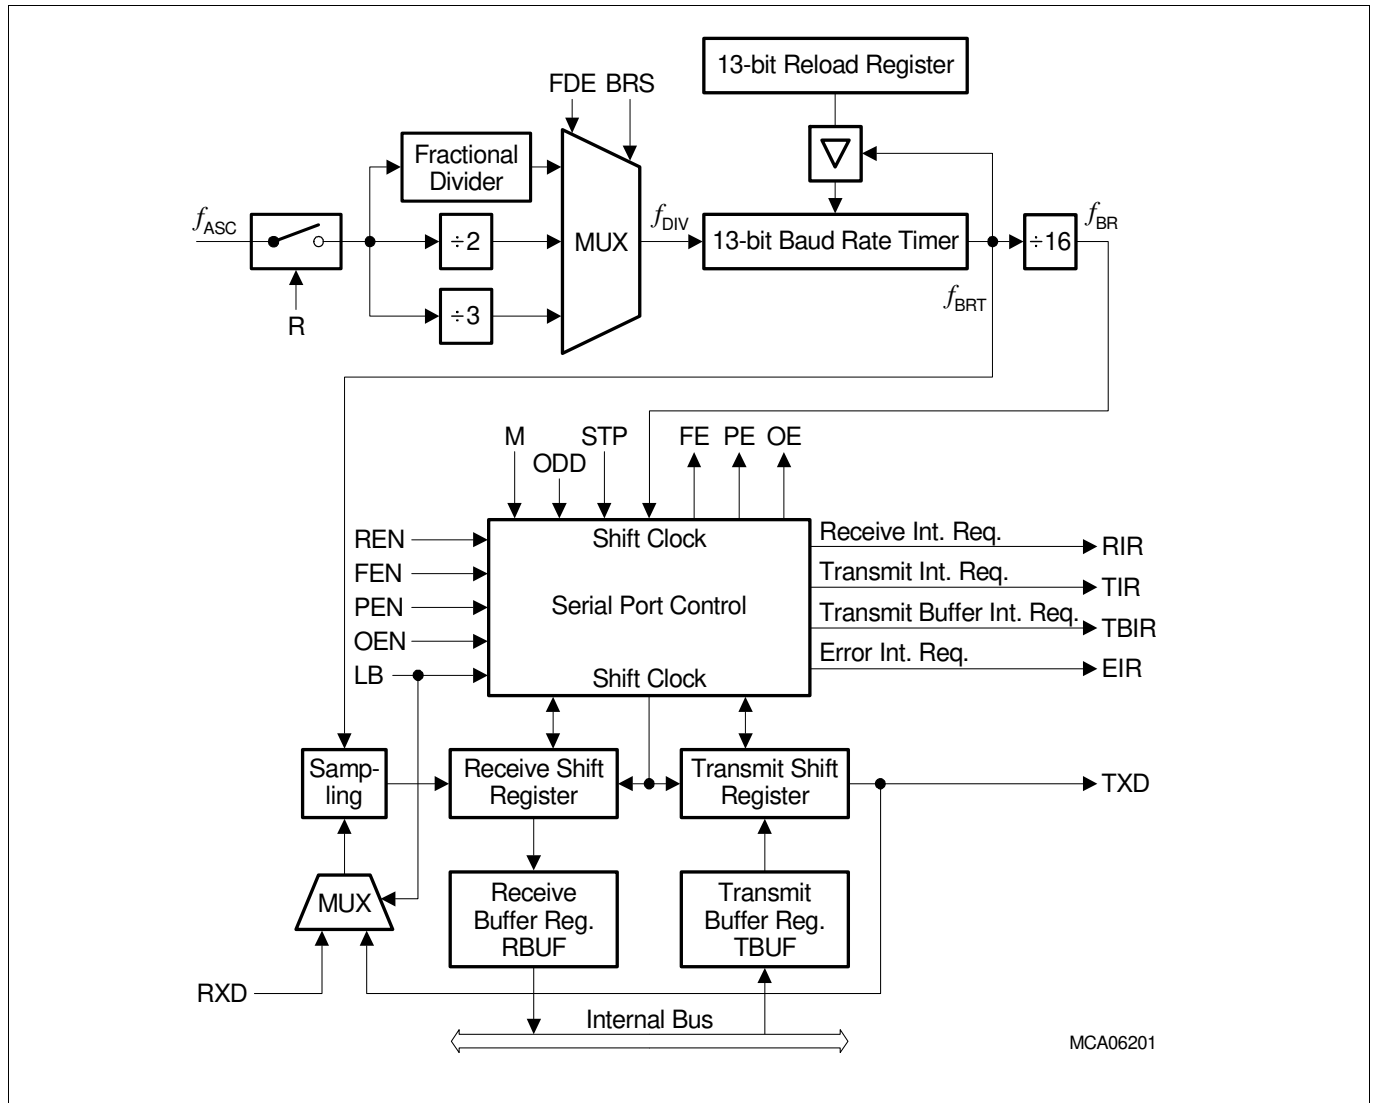 13-bit Reload Register
FDE BRS
Fractional
Divider
fASC
÷2
MUX
fDIV
13-bit Baud Rate Timer
÷16
fBR
fBRT
÷3
R
M
STP
FE PE OE
ODD
REN
FEN
PEN
OEN
LB
Shift Clock
Serial Port Control
Shift Clock
Receive Int. Req.
RIR
Transmit Int. Req.
TIR
Transmit Buffer Int. Req.
TBIR
Error Int. Req.
EIR
Samp-
ling
Receive Shift
Register
Transmit Shift
Register
TXD
MUX
Receive
Buffer Reg.
RBUF
Transmit
Buffer Reg.
TBUF
RXD
Internal Bus
MCA06201